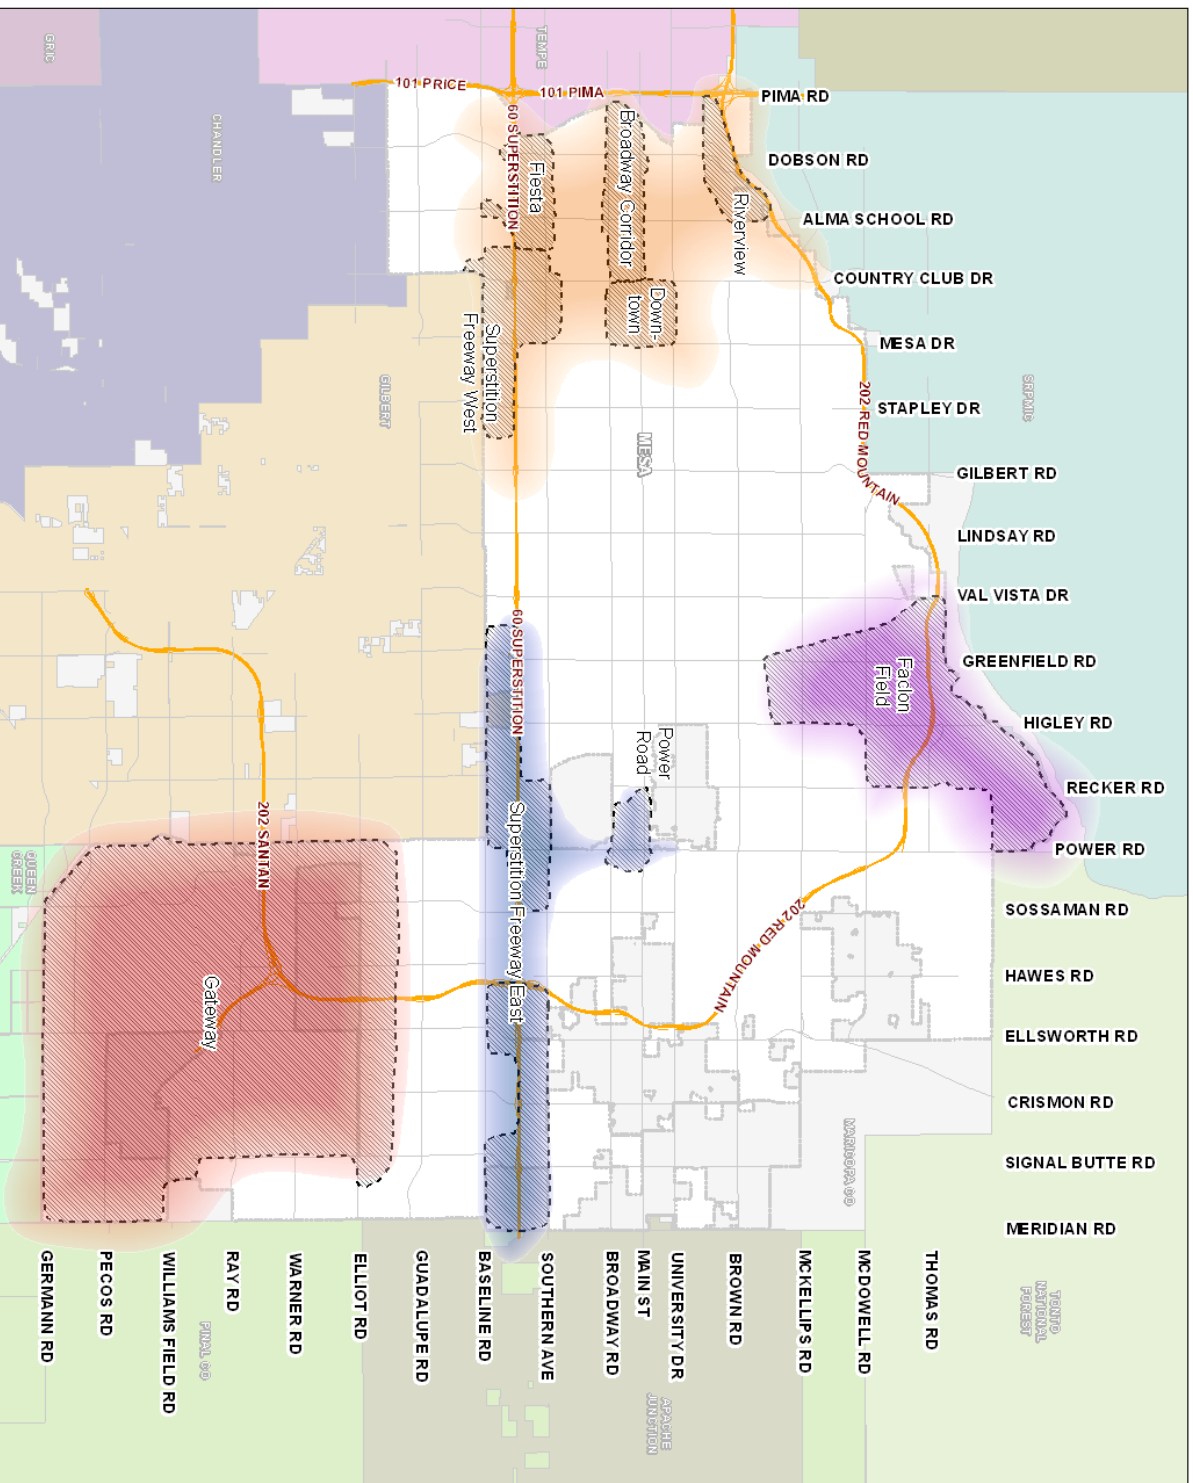 GRIC
CHANDLER
TEMPE
101 PRICE
101 PIMA
60 SUPERSTITION
PIMA RD
DOBSON RD
ALMA SCHOOL RD
COUNTRY CLUB DR
MESA DR
STAPLEY DR
GILBERT RD
LINDSAY RD
VAL VISTA DR
GREENFIELD RD
HIGLEY RD
RECKER RD
POWER RD
SOSSAMAN RD
HAWES RD
ELLSWORTH RD
CRISMON RD
SIGNAL BUTTE RD
MERIDIAN RD
Fiesta
Broadway Corridor
Riverview
Down-
town
Superstition
Freeway West
GILBERT
MESA
SRPMIC
202 RED MOUNTAIN
Faclon
Field
60 SUPERSTITION
Power
Road
Superstition Freeway East
202 SANTAN
202 RED MOUNTAIN
QUEEN
CREEK
Gateway
MARICOPA CO
GERMANN RD
PECOS RD
WILLIAMS FIELD RD
RAY RD
WARNER RD
ELLIOT RD
GUADALUPE RD
BASELINE RD
SOUTHERN AVE
BROADWAY RD
MAIN ST
UNIVERSITY DR
BROWN RD
MCKELLIPS RD
MCDOWELL RD
THOMAS RD
PINAL CO
APACHE
JUNCTION
TONTO
NATIONAL
FOREST